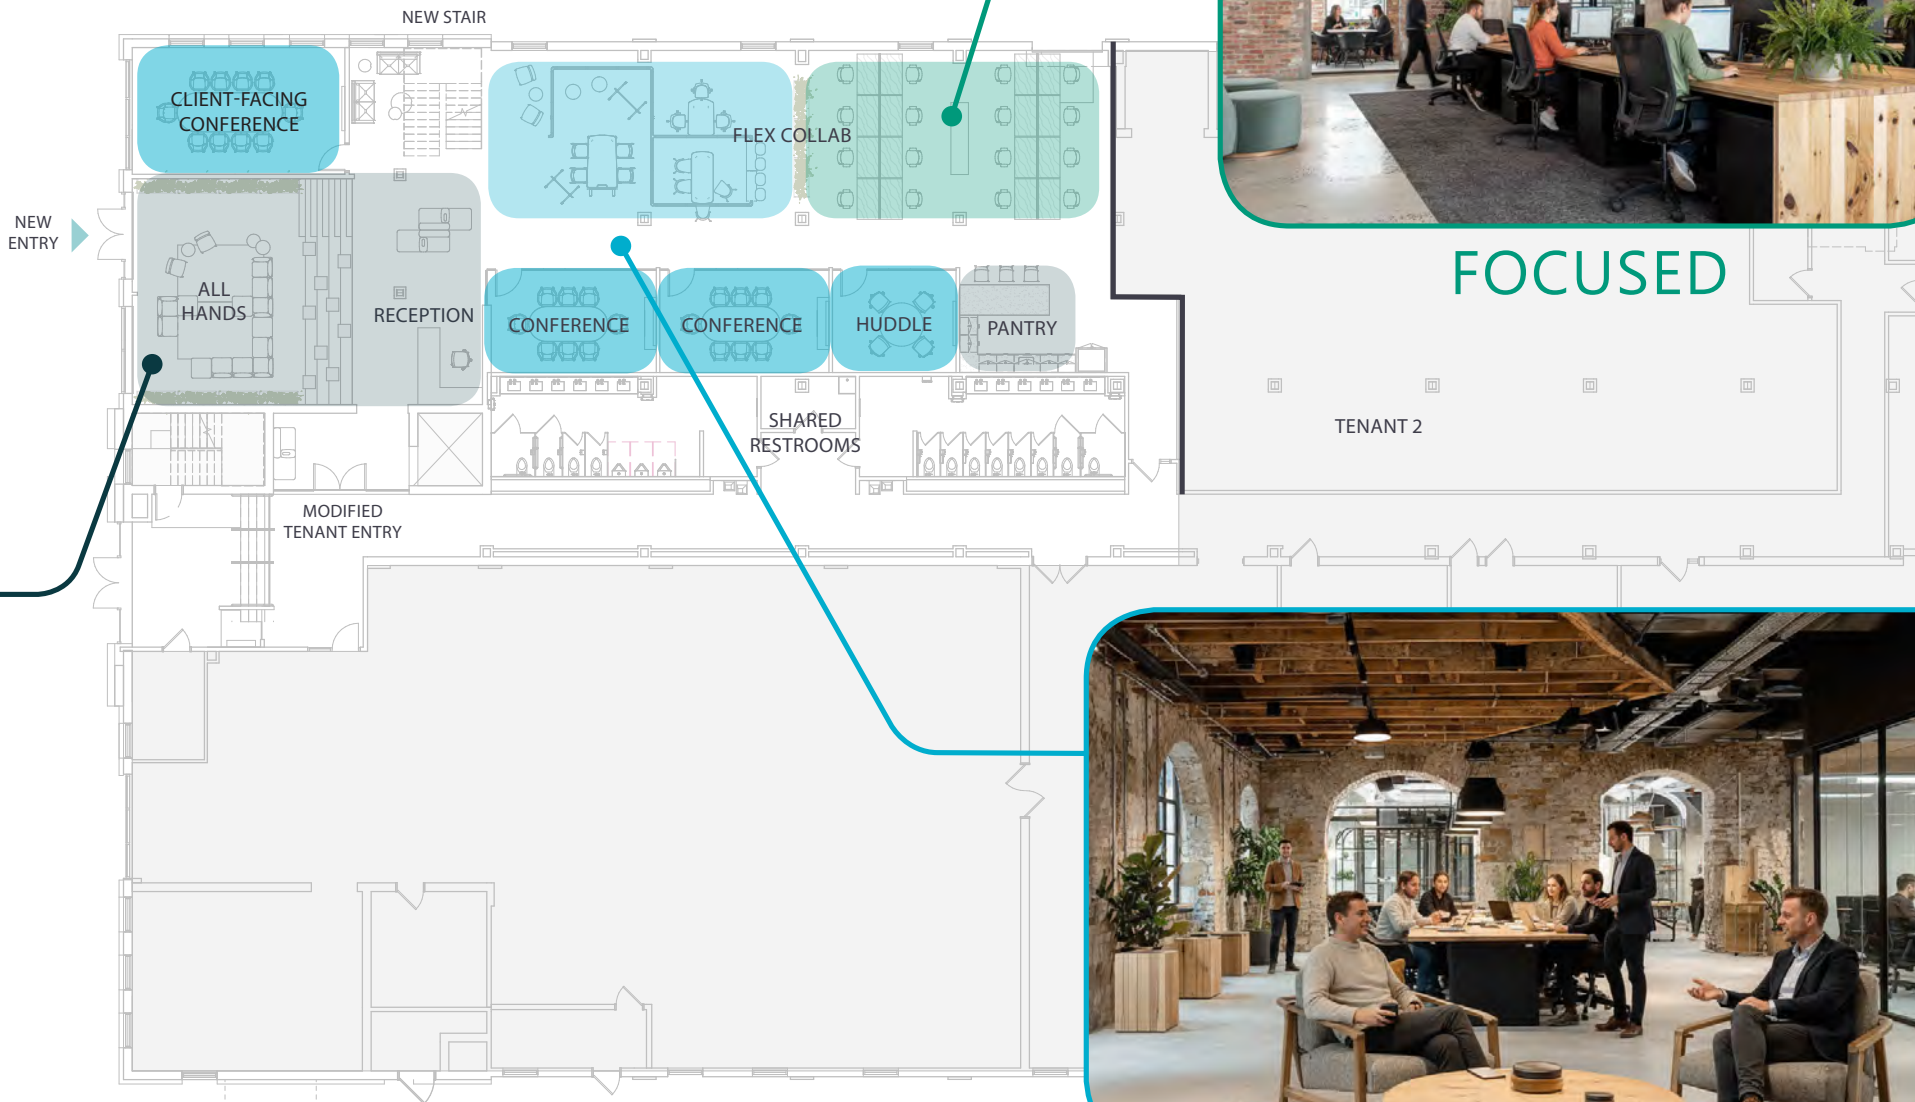 NEW STAIR
CLIENT-FACING
CONFERENCE
FLEX COLLAB
NEW
ENTRY
ALL
HANDS
RECEPTION
CONFERENCE
CONFERENCE
HUDDLE
PANTRY
FOCUSED
SHARED
RESTROOMS
TENANT 2
MODIFIED
TENANT ENTRY